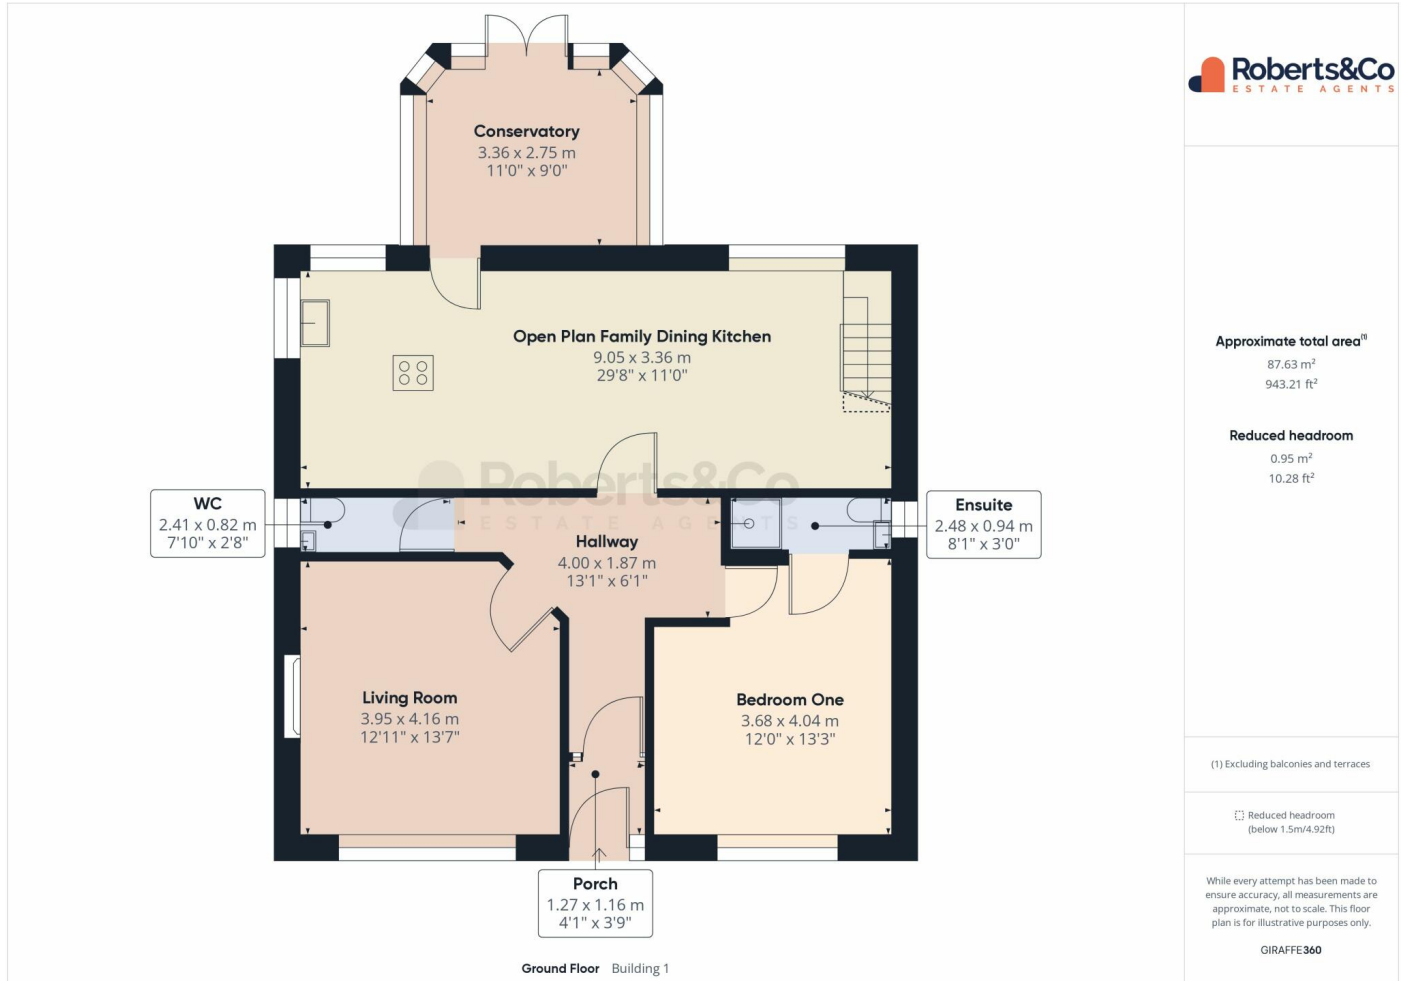 Roberts&Co
ESTATE AGENTS
Conservatory
3.36 x 2.75 m
11'0" x 9'0"
Open Plan Family Dining Kitchen
9.05 x 3.36 m
29'8" x 11'0"
Roberts&Co
ESTATE AGENTS
WC
2.41 x 0.82 m
7'10" x 2'8"
Ensuite
2.48 x 0.94 m
8'1" x 3'0"
Hallway
4.00 x 1.87 m
13'1" x 6'1"
Living Room
3.95 x 4.16 m
12'11" x 13'7"
Bedroom One
3.68 x 4.04 m
12'0" x 13'3"
Porch
1.27 x 1.16 m
4'1" x 3'9"
Ground Floor Building 1
Approximate total area(1)
87.63 m²
943.21 ft²
Reduced headroom
0.95 m²
10.28 ft²
(1) Excluding balconies and terraces
Reduced headroom
(below 1.5m/4.92ft)
While every attempt has been made to
ensure accuracy, all measurements are
approximate, not to scale. This floor
plan is for illustrative purposes only.
GIRAFFE360